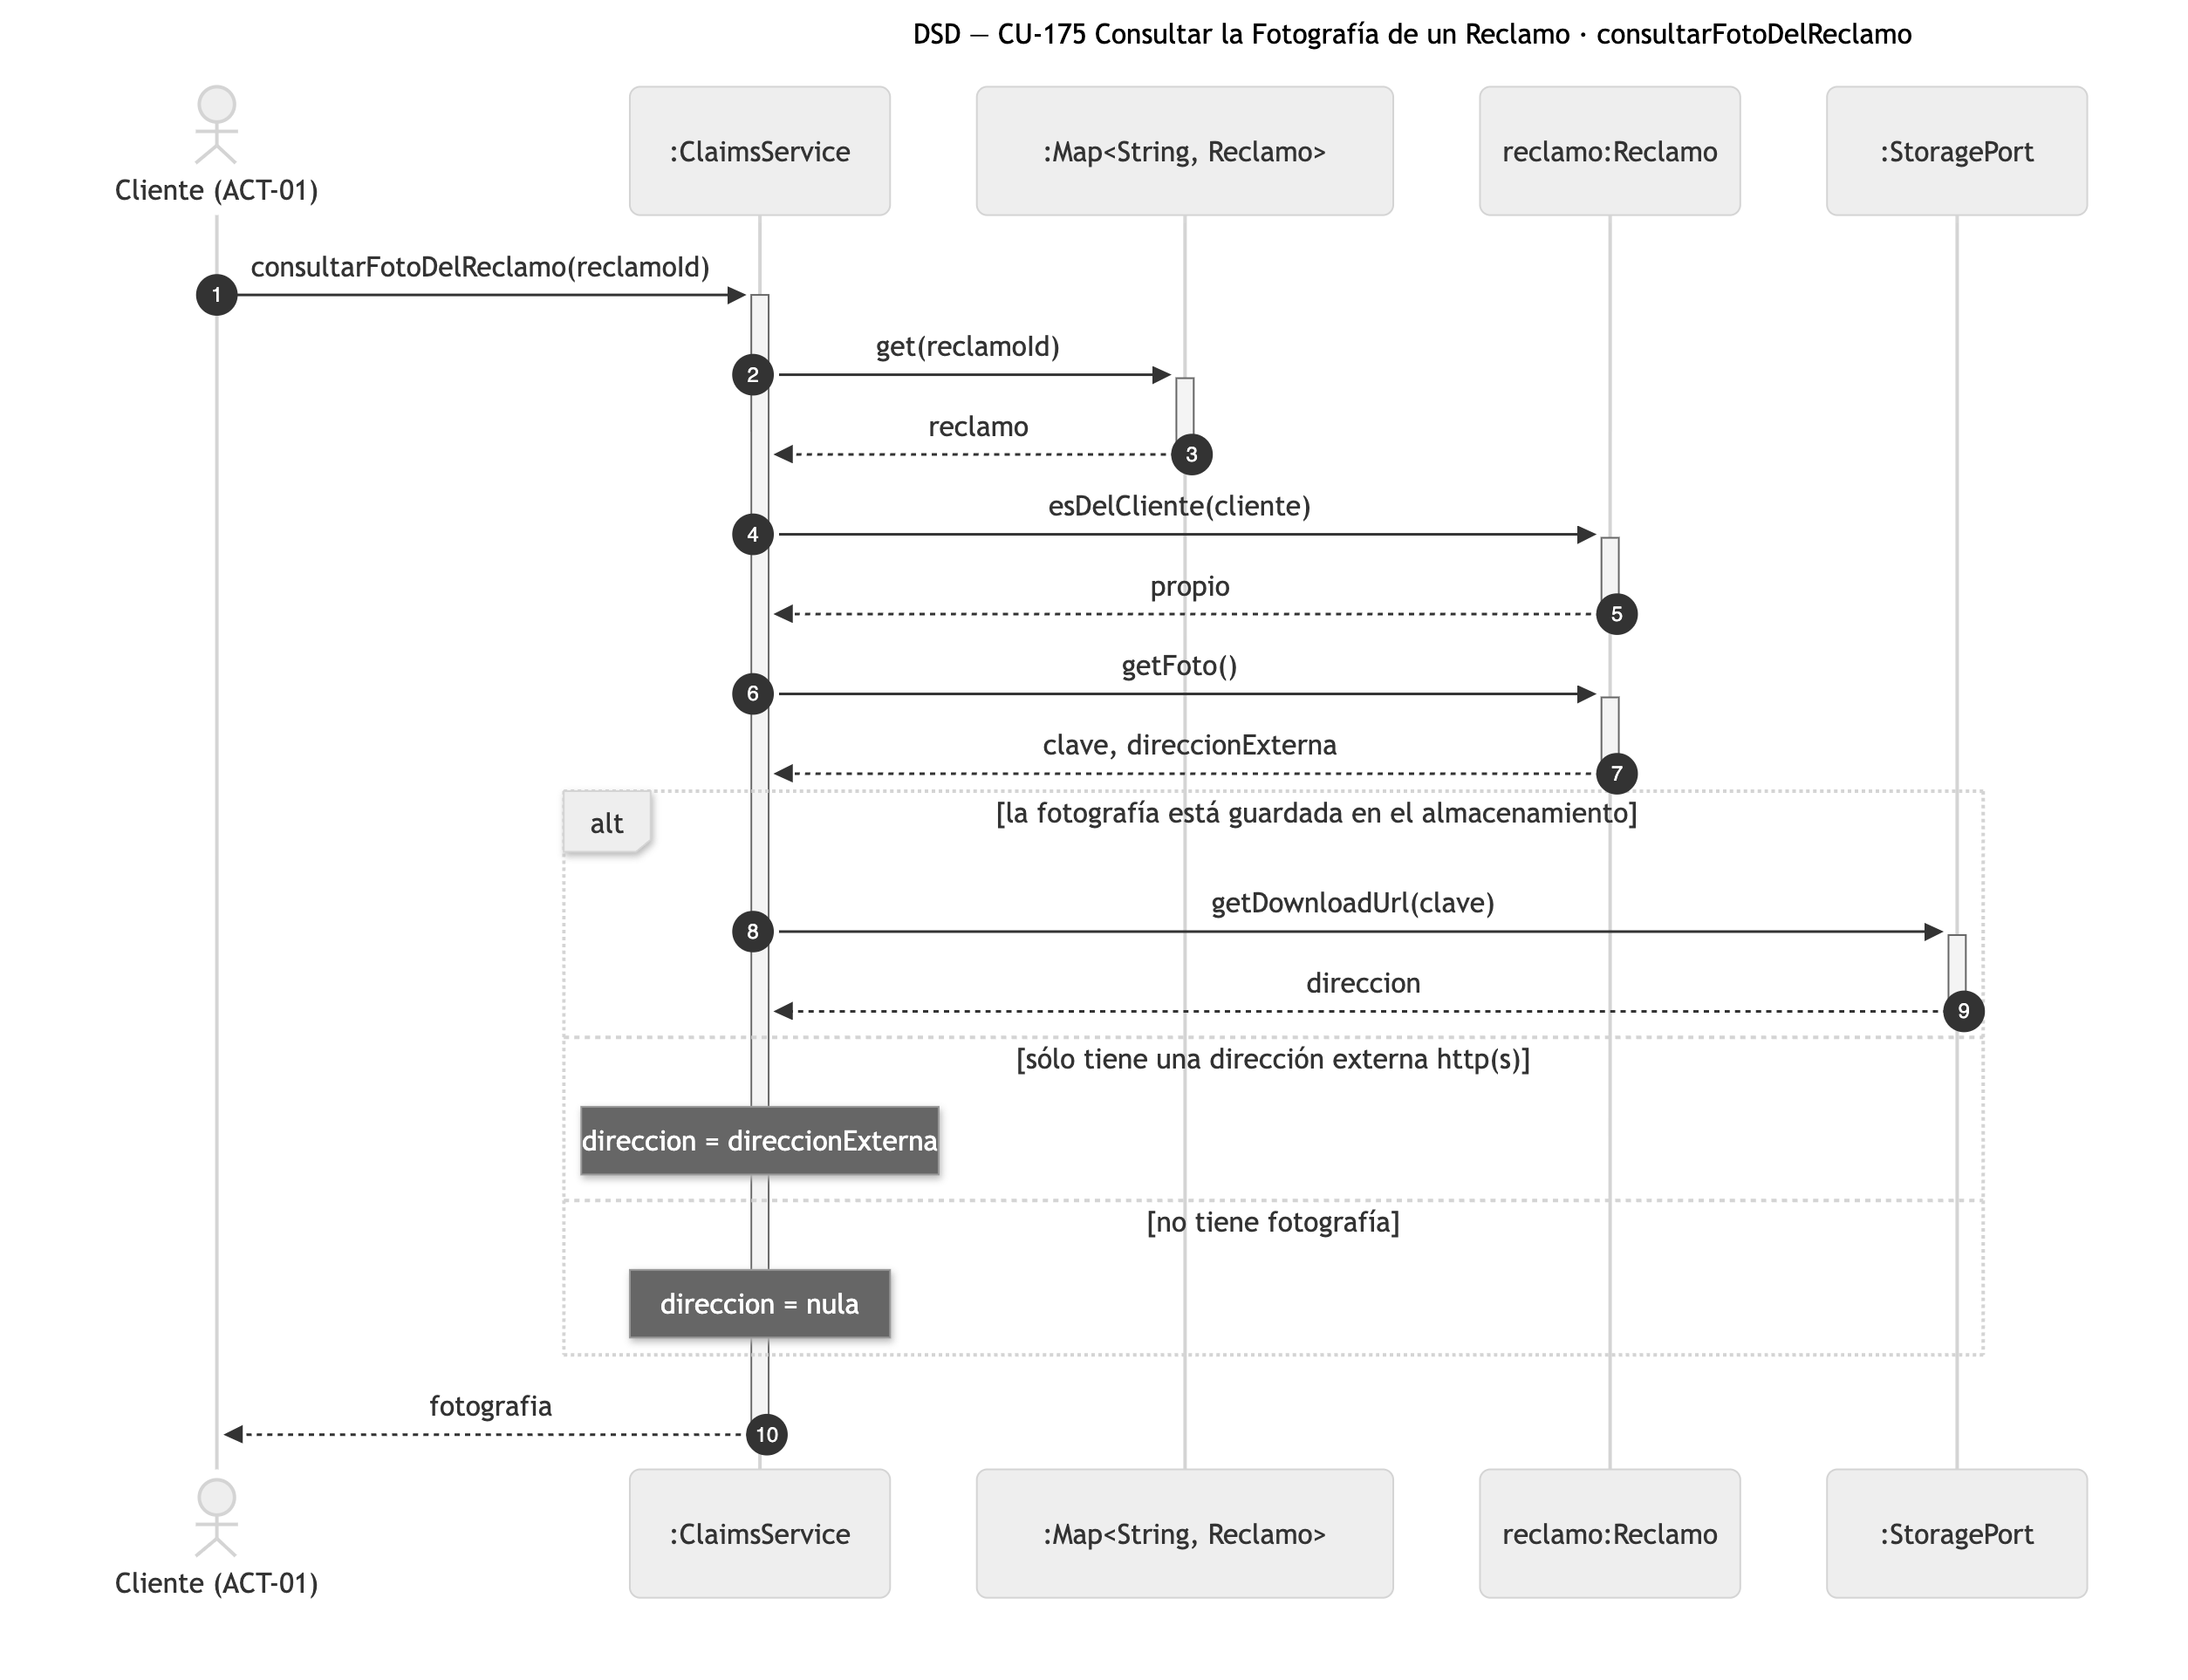 DSD — CU-175 Consultar la Fotografía de un Reclamo · consultarFotoDelReclamo
Cliente (ACT-01)
:ClaimsService
:Map<String, Reclamo>
reclamo:Reclamo
:StoragePort
consultarFotoDelReclamo(reclamoId)
1
get(reclamoId)
2
reclamo
3
esDelCliente(cliente)
4
propio
5
getFoto()
6
clave, direccionExterna
7
alt
[la fotografía está guardada en el almacenamiento]
getDownloadUrl(clave)
8
direccion
9
[sólo tiene una dirección externa http(s)]
direccion = direccionExterna
[no tiene fotografía]
direccion = nula
fotografia
10
Cliente (ACT-01)
:ClaimsService
:Map<String, Reclamo>
reclamo:Reclamo
:StoragePort